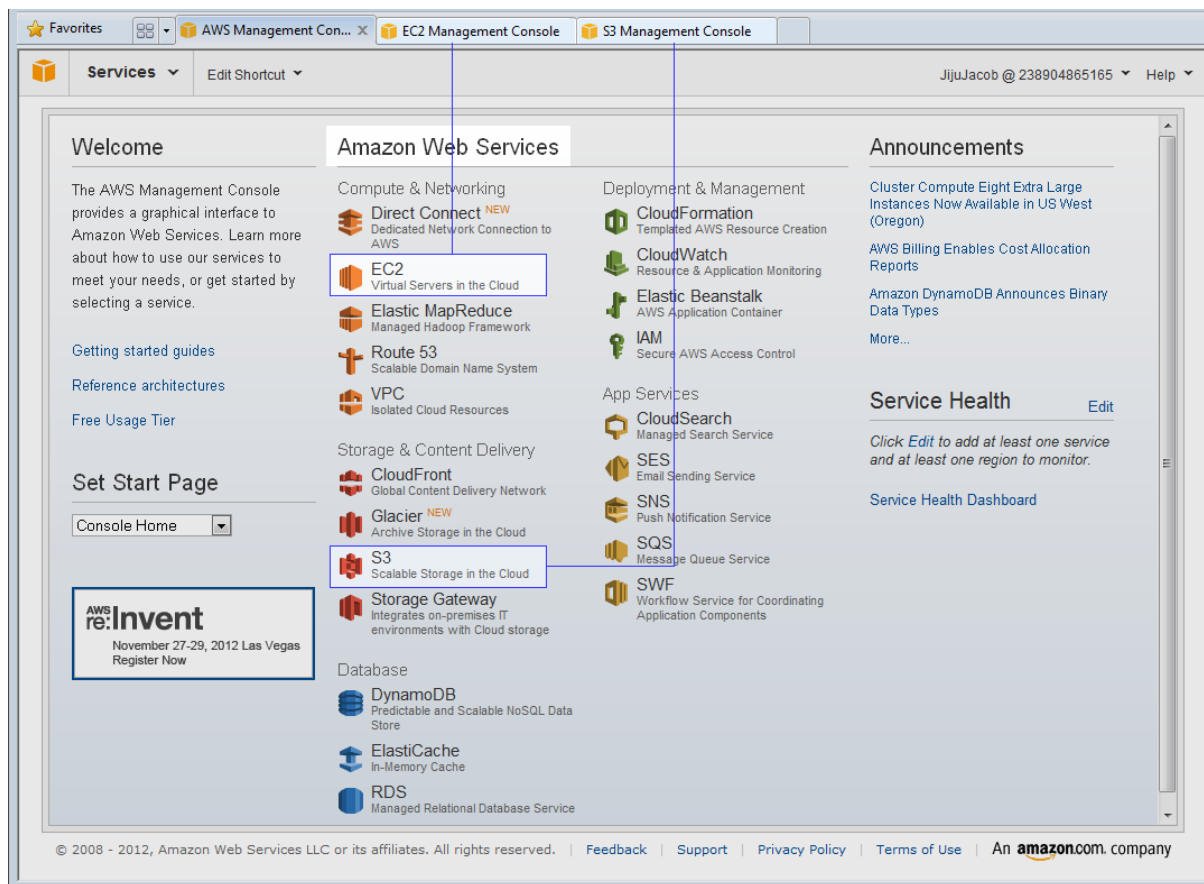 Favorites
AWS Management Con...
EC2 Management Console
S3 Management Console
Services
Edit Shortcut
JijuJacob @ 238904865165
Help
Welcome
The AWS Management Console
provides a graphical interface to
Amazon Web Services. Learn more
about how to use our services to
meet your needs, or get started by
selecting a service.
Getting started guides
Reference architectures
Free Usage Tier
Set Start Page
Console Home
AWS
re:Invent
November 27-29, 2012 Las Vegas
Register Now
Amazon Web Services
Compute & Networking
Direct Connect NEW
Dedicated Network Connection to
AWS
EC2
Virtual Servers in the Cloud
Elastic MapReduce
Managed Hadoop Framework
Route 53
Scalable Domain Name System
VPC
Isolated Cloud Resources
Storage & Content Delivery
CloudFront
Global Content Delivery Network
Glacier NEW
Archive Storage in the Cloud
S3
Scalable Storage in the Cloud
Storage Gateway
Integrates on-premises IT
environments with Cloud storage
Database
DynamoDB
Predictable and Scalable NoSQL Data
Store
ElastiCache
In-Memory Cache
RDS
Managed Relational Database Service
Deployment & Management
CloudFormation
Templated AWS Resource Creation
CloudWatch
Resource & Application Monitoring
Elastic Beanstalk
AWS Application Container
IAM
Secure AWS Access Control
App Services
CloudSearch
Managed Search Service
SES
Email Sending Service
SNS
Push Notification Service
SQS
Message Queue Service
SWF
Workflow Service for Coordinating
Application Components
Announcements
Cluster Compute Eight Extra Large
Instances Now Available in US West
(Oregon)
AWS Billing Enables Cost Allocation
Reports
Amazon DynamoDB Announces Binary
Data Types
More...
Service Health
Edit
Click Edit to add at least one service
and at least one region to monitor.
Service Health Dashboard
© 2008 - 2012, Amazon Web Services LLC or its affiliates. All rights reserved. | Feedback | Support | Privacy Policy | Terms of Use | An amazon.com. company